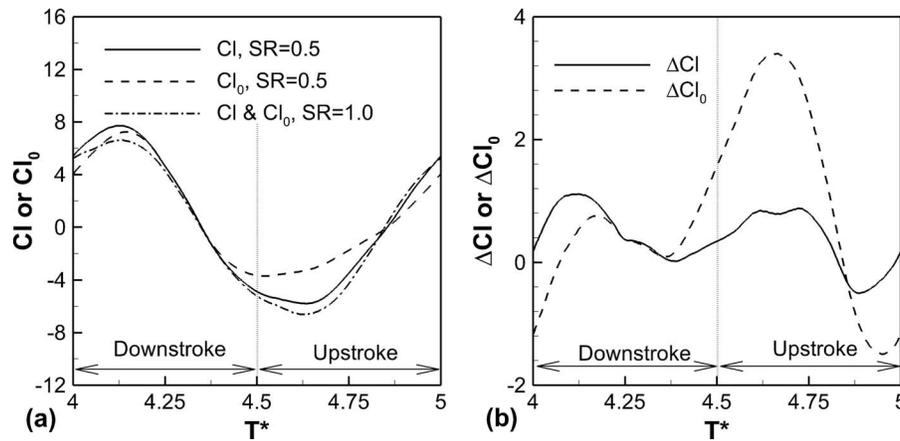 16
12
8
4
0
-4
-8
-12
Cl or Cl₀
Cl, SR=0.5
Cl₀, SR=0.5
Cl & Cl₀, SR=1.0
Downstroke
Upstroke
4
4.25
4.5
4.75
5
(a)
T*
4
2
0
-2
ΔCl or ΔCl₀
ΔCl
ΔCl₀
Downstroke
Upstroke
4
4.25
4.5
4.75
5
(b)
T*